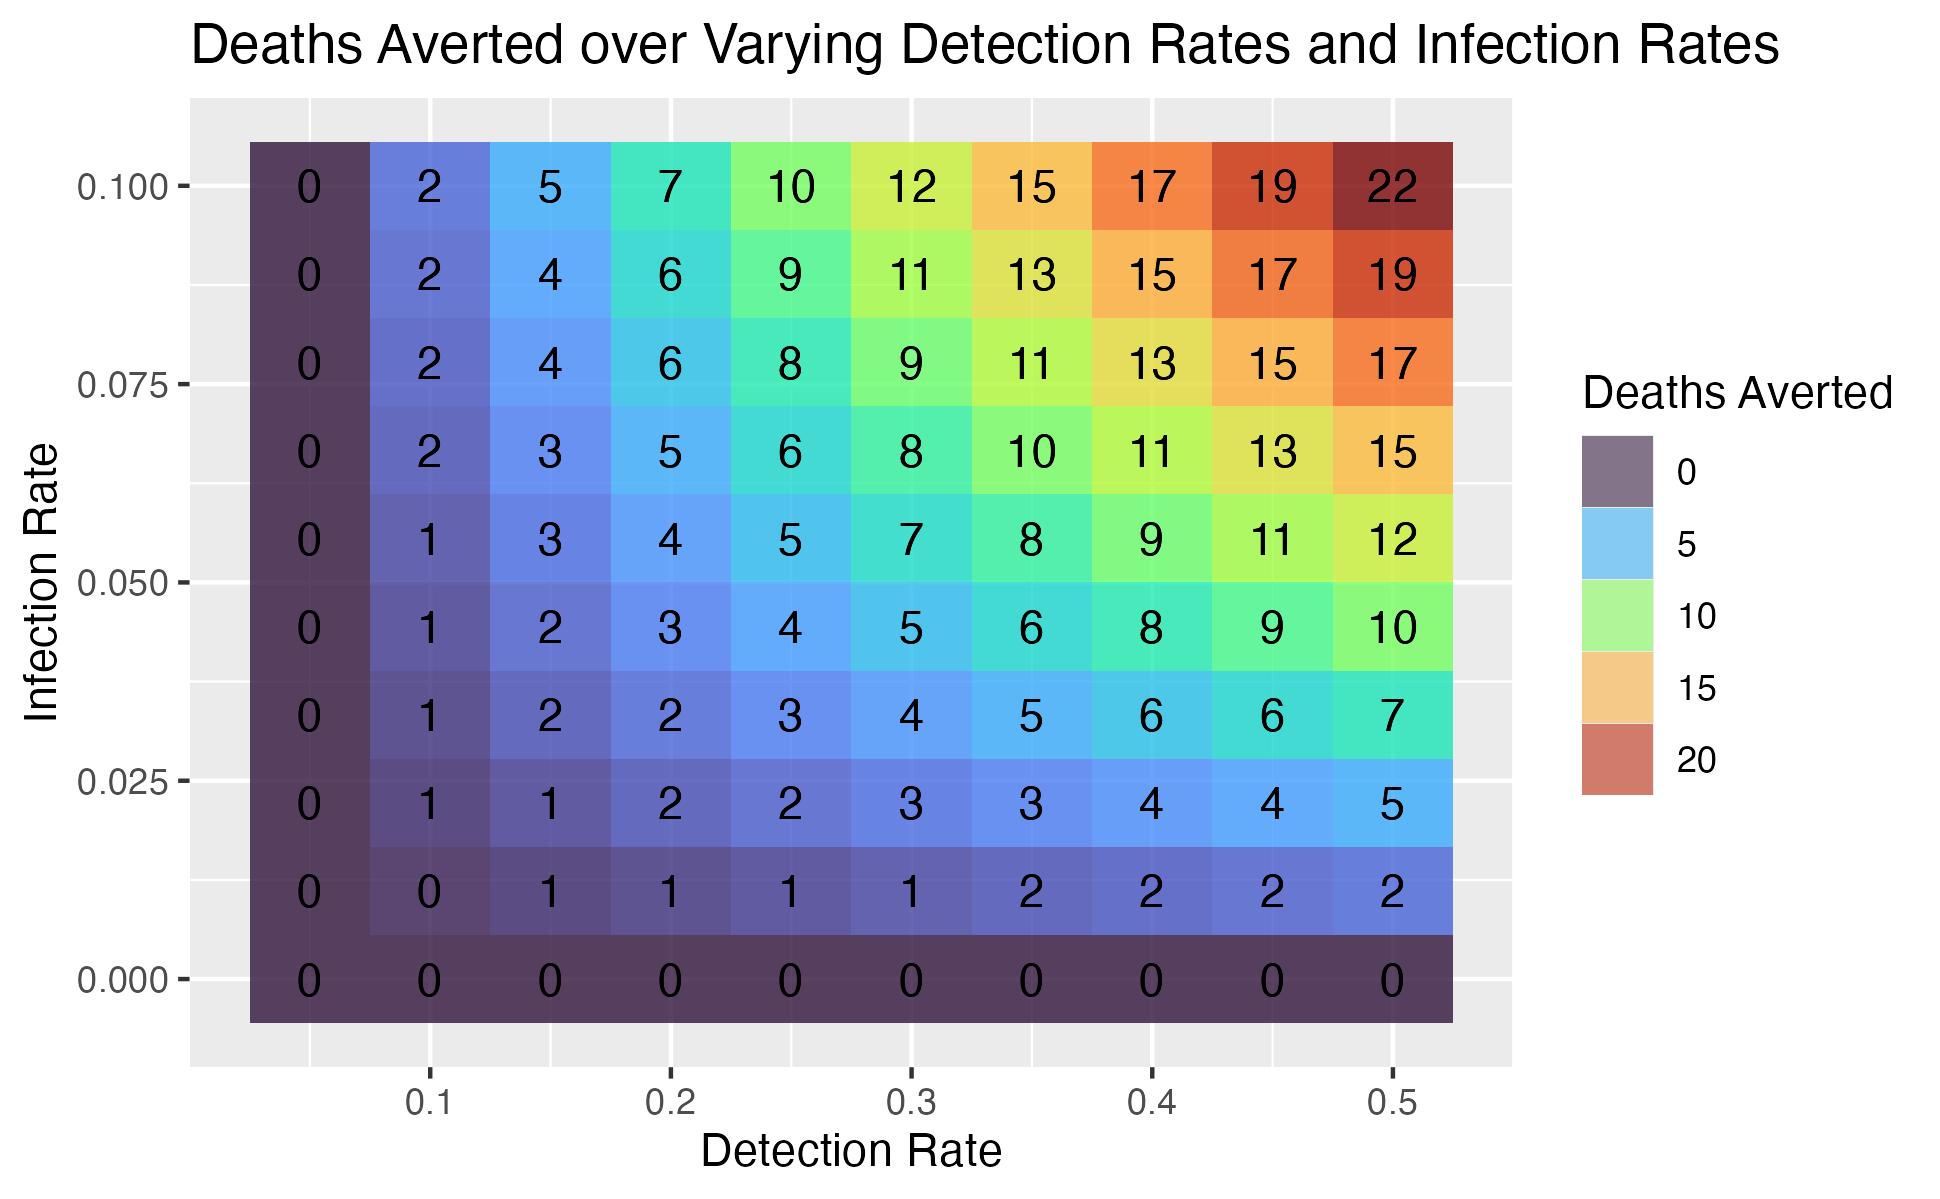 Deaths Averted over Varying Detection Rates and Infection Rates
0.100
0 2 5 7 10 12 15 17 19 22
0 2 4 6 9 11 13 15 17 19
0.075
0 2 4 6 8 9 11 13 15 17
0 2 3 5 6 8 10 11 13 15
0 1 3 4 5 7 8 9 11 12
0.050
0 1 2 3 4 5 6 8 9 10
0 1 2 2 3 4 5 6 6 7
0.025
0 1 1 2 2 3 3 4 4 5
0 0 1 1 1 1 2 2 2 2
0.000
0 0 0 0 0 0 0 0 0 0
0.1 0.2 0.3 0.4 0.5
Detection Rate
Infection Rate
Deaths Averted
0
5
10
15
20